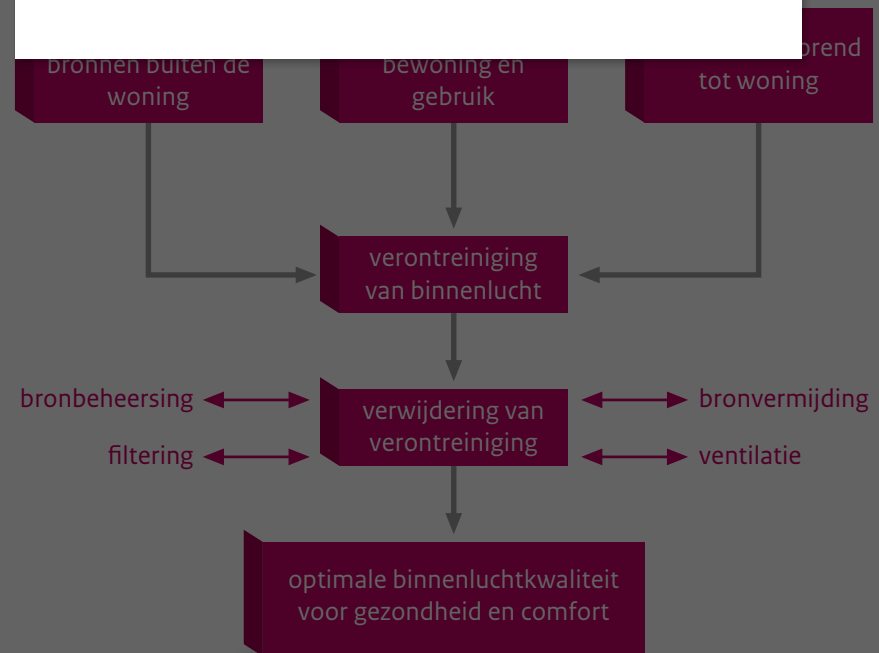 bronnen buiten de
woning
bewoning en
gebruik
tot woning
verontreiniging
van binnenlucht
bronbeheersing
bronvermijding
verwijdering van
verontreiniging
filtering
ventilatie
optimale binnenluchtkwaliteit
voor gezondheid en comfort